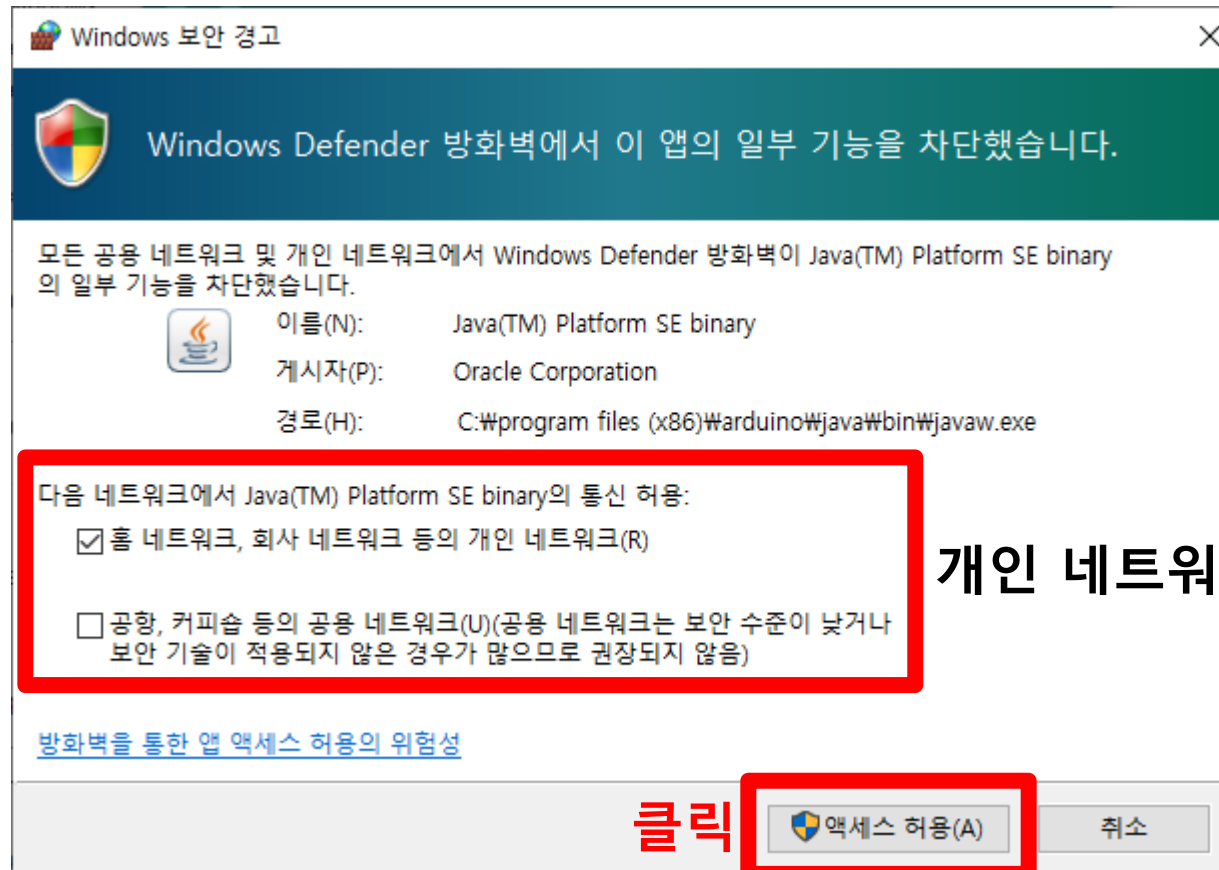 Windows 보안 경고
Windows Defender 방화벽에서 이 앱의 일부 기능을 차단했습니다.
모든 공용 네트워크 및 개인 네트워크에서 Windows Defender 방화벽이 Java(TM) Platform SE binary
의 일부 기능을 차단했습니다.
이름(N): Java(TM) Platform SE binary
게시자(P): Oracle Corporation
경로(H): C:₩program files (x86)₩arduino₩java₩bin₩javaw.exe
다음 네트워크에서 Java(TM) Platform SE binary의 통신 허용:
홈 네트워크, 회사 네트워크 등의 개인 네트워크(R)
개인 네트워
공항, 커피숍 등의 공용 네트워크(U)(공용 네트워크는 보안 수준이 낮거나
보안 기술이 적용되지 않은 경우가 많으므로 권장되지 않음)
방화벽을 통한 앱 액세스 허용의 위험성
클릭 액세스 허용(A) 취소